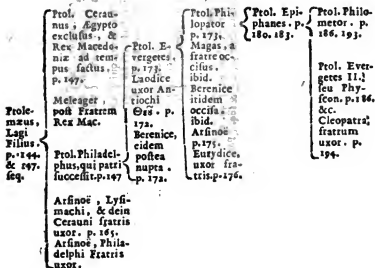 Ptole-
mæus,
Lagi
Filius.
p. 144.
& 147.
seq.
Ptol. Cerau-
nus, Ægypto
exclusus, &
Rex Macedo-
niæ ad tem-
pus factus.
p. 147.
Meleager,
post Fratrem
Rex Mac.
Ptol. Philadel-
phus, qui patri
successit. p. 147
Arsinoë, Lysi-
machi, & dein
Cerauni fratris
uxor. p. 165.
Arsinoë, Phila-
delphi Fratris
uxor.
Ptol. E-
vergetes.
p. 173.
Laodice
uxor An-
tiochi
Θεῦ. p.
172.
Berenice,
eidem
postea
nupta.
p. 172.
Ptol. Phi-
lopator.
p. 173.
Magas, a
fratre oc-
cisus.
ibid.
Berenice
itidem
occisa.
ibid.
Arsinoë
p. 175.
Eurydice,
uxor fra-
tris. p. 176.
Ptol. Epi-
phanes. p.
180. 183.
Ptol. Philo-
metor. p.
186. 193.
Ptol. Ever-
getes II.
seu Phy-
scon. p. 186.
&c.
Cleopatra,
fratrum
uxor. p.
194.